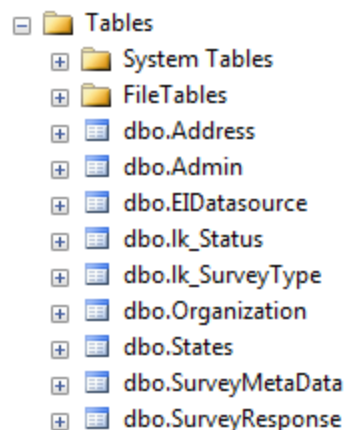 Tables
System Tables
FileTables
dbo.Address
dbo.Admin
dbo.EIDatasource
dbo.lk_Status
dbo.lk_SurveyType
dbo.Organization
dbo.States
dbo.SurveyMetaData
dbo.SurveyResponse